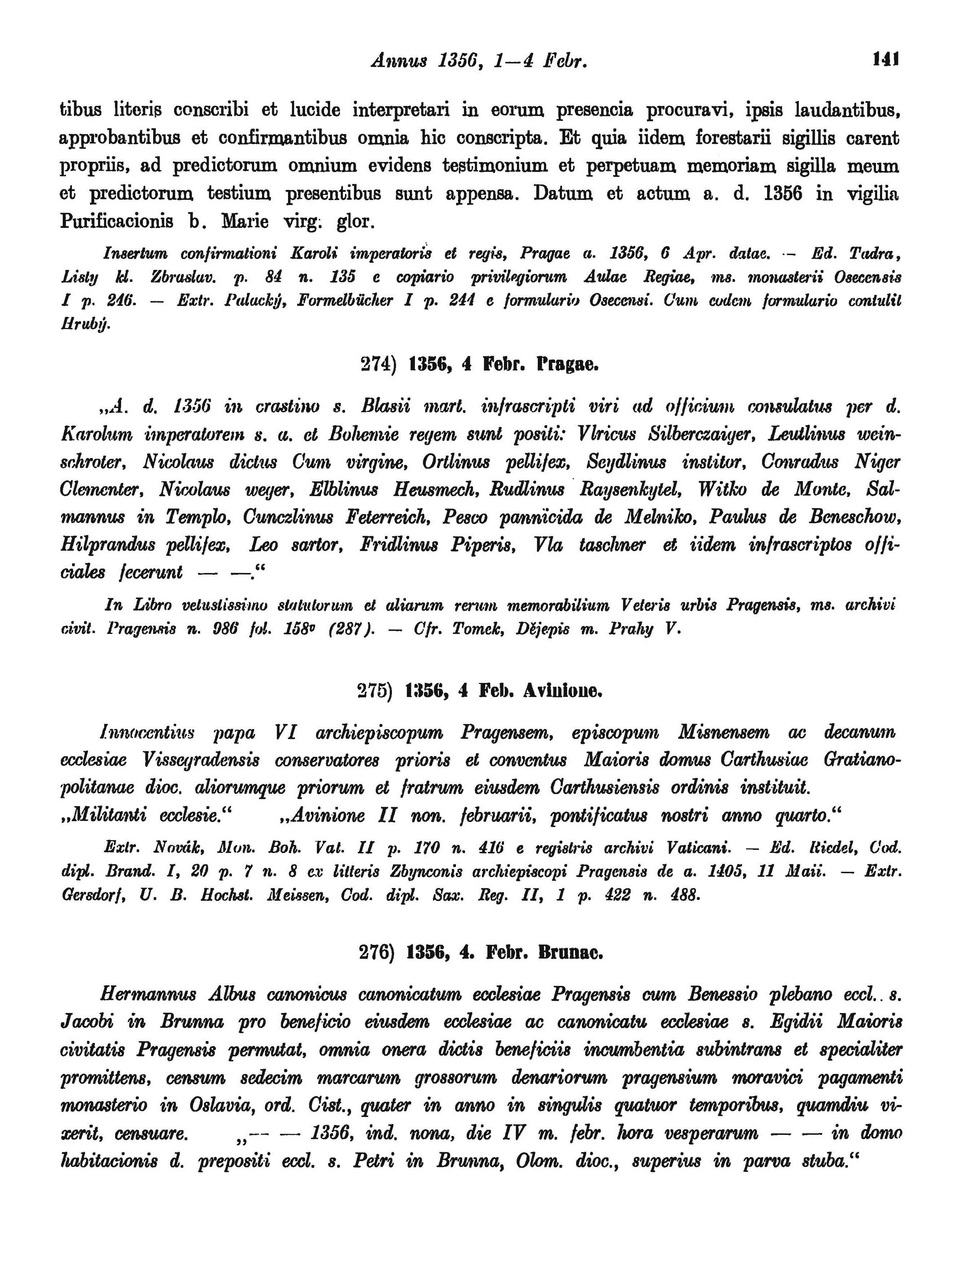 Annus 1356, 1—4 Febr. 141
tibus literis conscribi et lucide interpretari in eorum presencia procuravi, ipsis laudantibus,
approbantibus et confirmantibus omnia hic conscripta. Et quia iidem forestarii sigillis carent
propriis, ad predictorum omnium evidens testimonium et perpetuam memoriam sigilla meum
et predictorum testium presentibus sunt appensa. Datum et actum a. d. 1356 in vigilia
Purificacionis b. Marie virg. glor.
Insertum confirmationi Karoli imperatoris et regis, Pragae a. 1356, 6 Apr. datae. — Ed. Tadra,
Listy kl. Zbraslav. p. 84 n. 135 e copiario privilegiorum Aulae Regiae, ms. monasterii Osecensis
I p. 246. — Extr. Palacký, Formelbücher I p. 244 e formulario Osecensi. Cum eodem formulario contulit
Hrubý.
274) 1356, 4 Febr. Pragae.
„A. d. 1356 in crastino s. Blasii mart. infrascripti viri ad officium consulatus per d.
Karolum imperatorem s. a. et Bohemie regem sunt positi: Vlricus Silberczaiger, Leutlinus wein-
schroter, Nicolaus dictus Cum virgine, Ortlinus pellifex, Seydlinus institor, Conradus Niger
Clementer, Nicolaus weger, Elblinus Heusmech, Rudlinus Raysenkytel, Witko de Monte, Sal-
mannus in Templo, Cunczlinus Feterreich, Pesco pannicida de Melniko, Paulus de Beneschow,
Hilprandus pellifex, Leo sartor, Fridlinus Piperis, Vla taschner et iidem infrascriptos offi-
ciales fecerunt — —.“
In Libro vetustissimo statutorum et aliarum rerum memorabilium Veteris urbis Pragensis, ms. archivi
civit. Pragensis n. 986 fol. 158v (287). — Cfr. Tomek, Dějepis m. Prahy V.
275) 1356, 4 Feb. Avinione.
Innocentius papa VI archiepiscopum Pragensem, episcopum Misnensem ac decanum
ecclesiae Vissegradensis conservatores prioris et conventus Maioris domus Carthusiae Gratiano-
politanae dioc. aliorumque priorum et fratrum eiusdem Carthusiensis ordinis instituit.
„Militanti ecclesie.“ „Avinione II non. februarii, pontificatus nostri anno quarto.“
Extr. Novák, Mon. Boh. Vat. II p. 170 n. 416 e registris archivi Vaticani. — Ed. Riedel, Cod.
dipl. Brand. I, 20 p. 7 n. 8 ex litteris Zbynconis archiepiscopi Pragensis de a. 1405, 11 Maii. — Extr.
Gersdorf, U. B. Hochst. Meissen, Cod. dipl. Sax. Reg. II, 1 p. 422 n. 488.
276) 1356, 4. Febr. Brunae.
Hermannus Albus canonicus canonicatum ecclesiae Pragensis cum Benessio plebano eccl. s.
Jacobi in Brunna pro beneficio eiusdem ecclesiae ac canonicatu ecclesiae s. Egidii Maioris
civitatis Pragensis permutat, omnia onera dictis beneficiis incumbentia subintrans et specialiter
promittens, censum sedecim marcarum grossorum denariorum pragensium moravici pagamenti
monasterio in Oslavia, ord. Cist., quater in anno in singulis quatuor temporibus, quamdiu vi-
xerit, censuare. „— — 1356, ind. nona, die IV m. febr. hora vesperarum — — in domo
habitacionis d. prepositi eccl. s. Petri in Brunna, Olom. dioc., superius in parva stuba.“